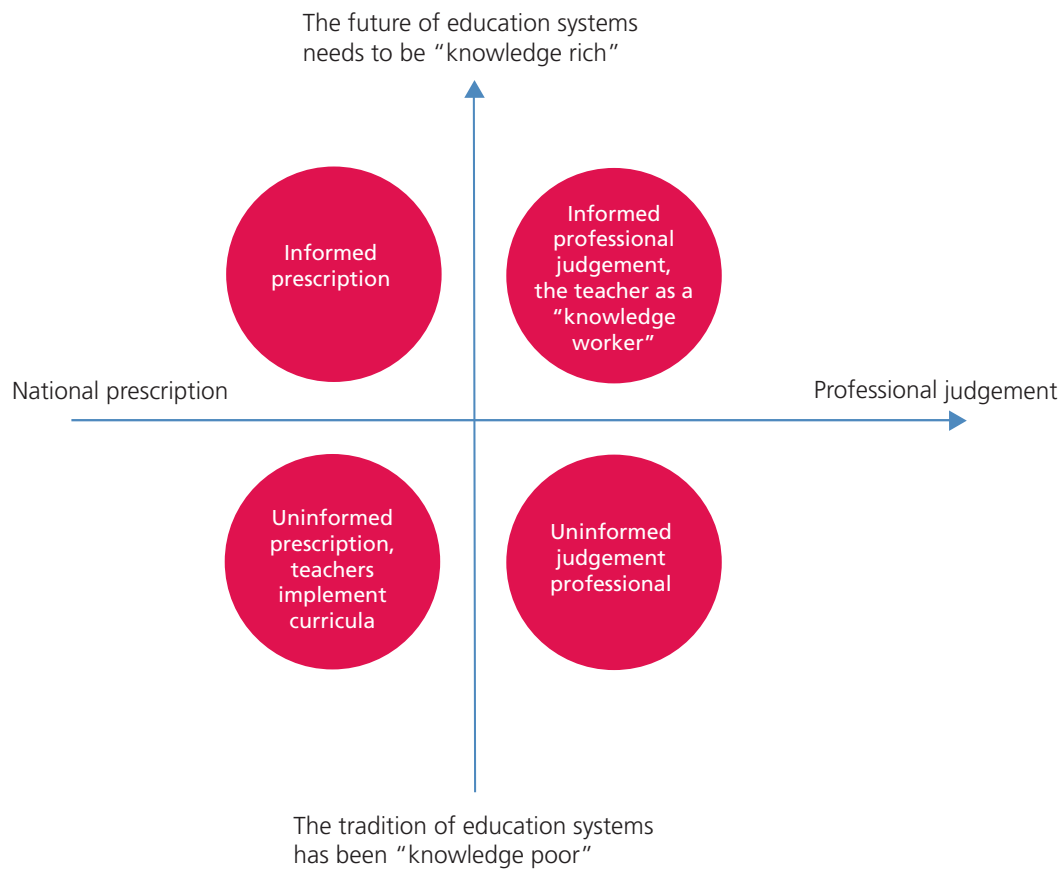 The future of education systems
needs to be “knowledge rich”
Informed
prescription
Informed
professional
judgement,
the teacher as a
“knowledge
worker”
National prescription
Professional judgement
Uninformed
prescription,
teachers
implement
curricula
Uninformed
judgement
professional
The tradition of education systems
has been “knowledge poor”